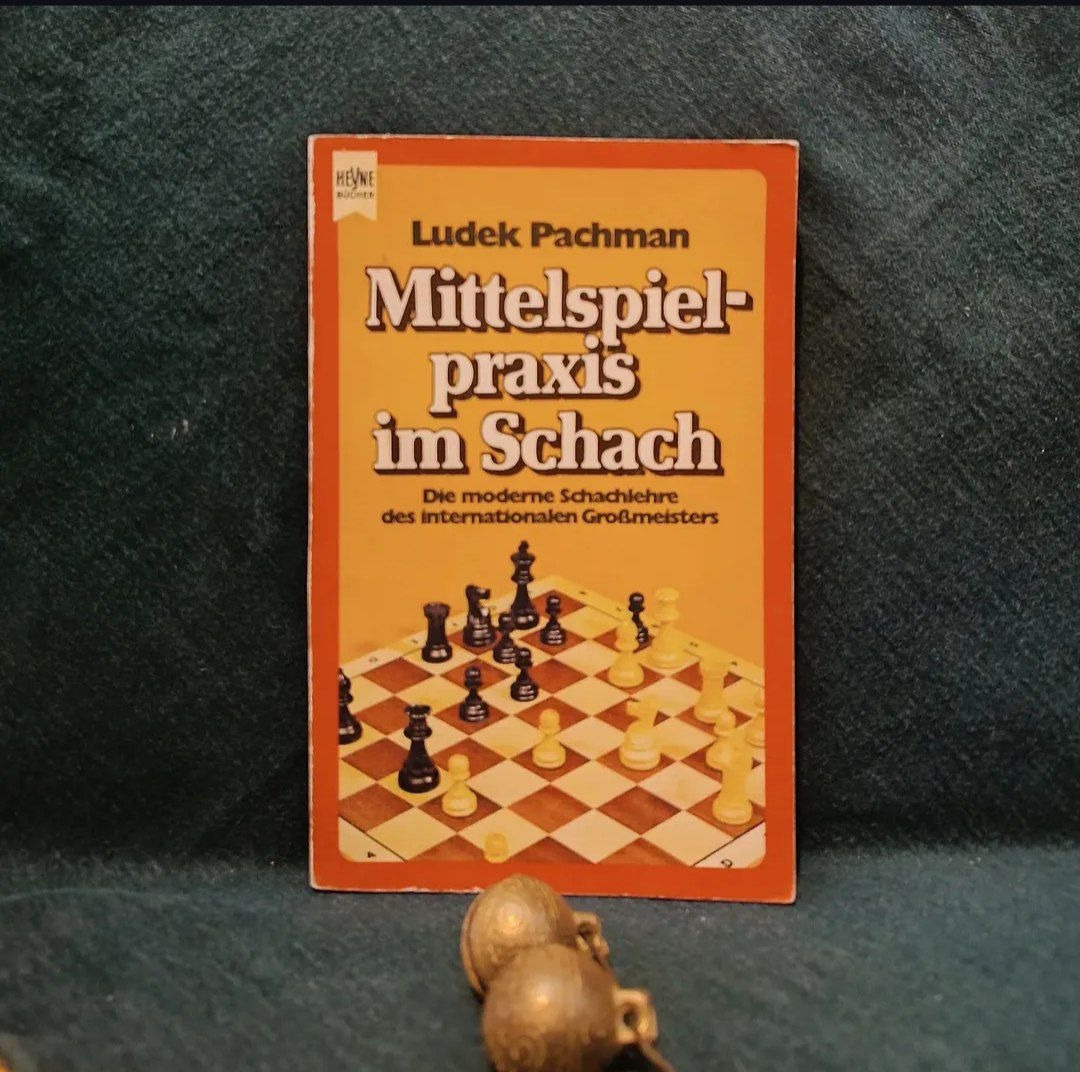 HEYNE
BÜCHER
Ludek Pachman
Mittelspiel-
praxis
im Schach
Die moderne Schachlehre
des internationalen Großmeisters
D